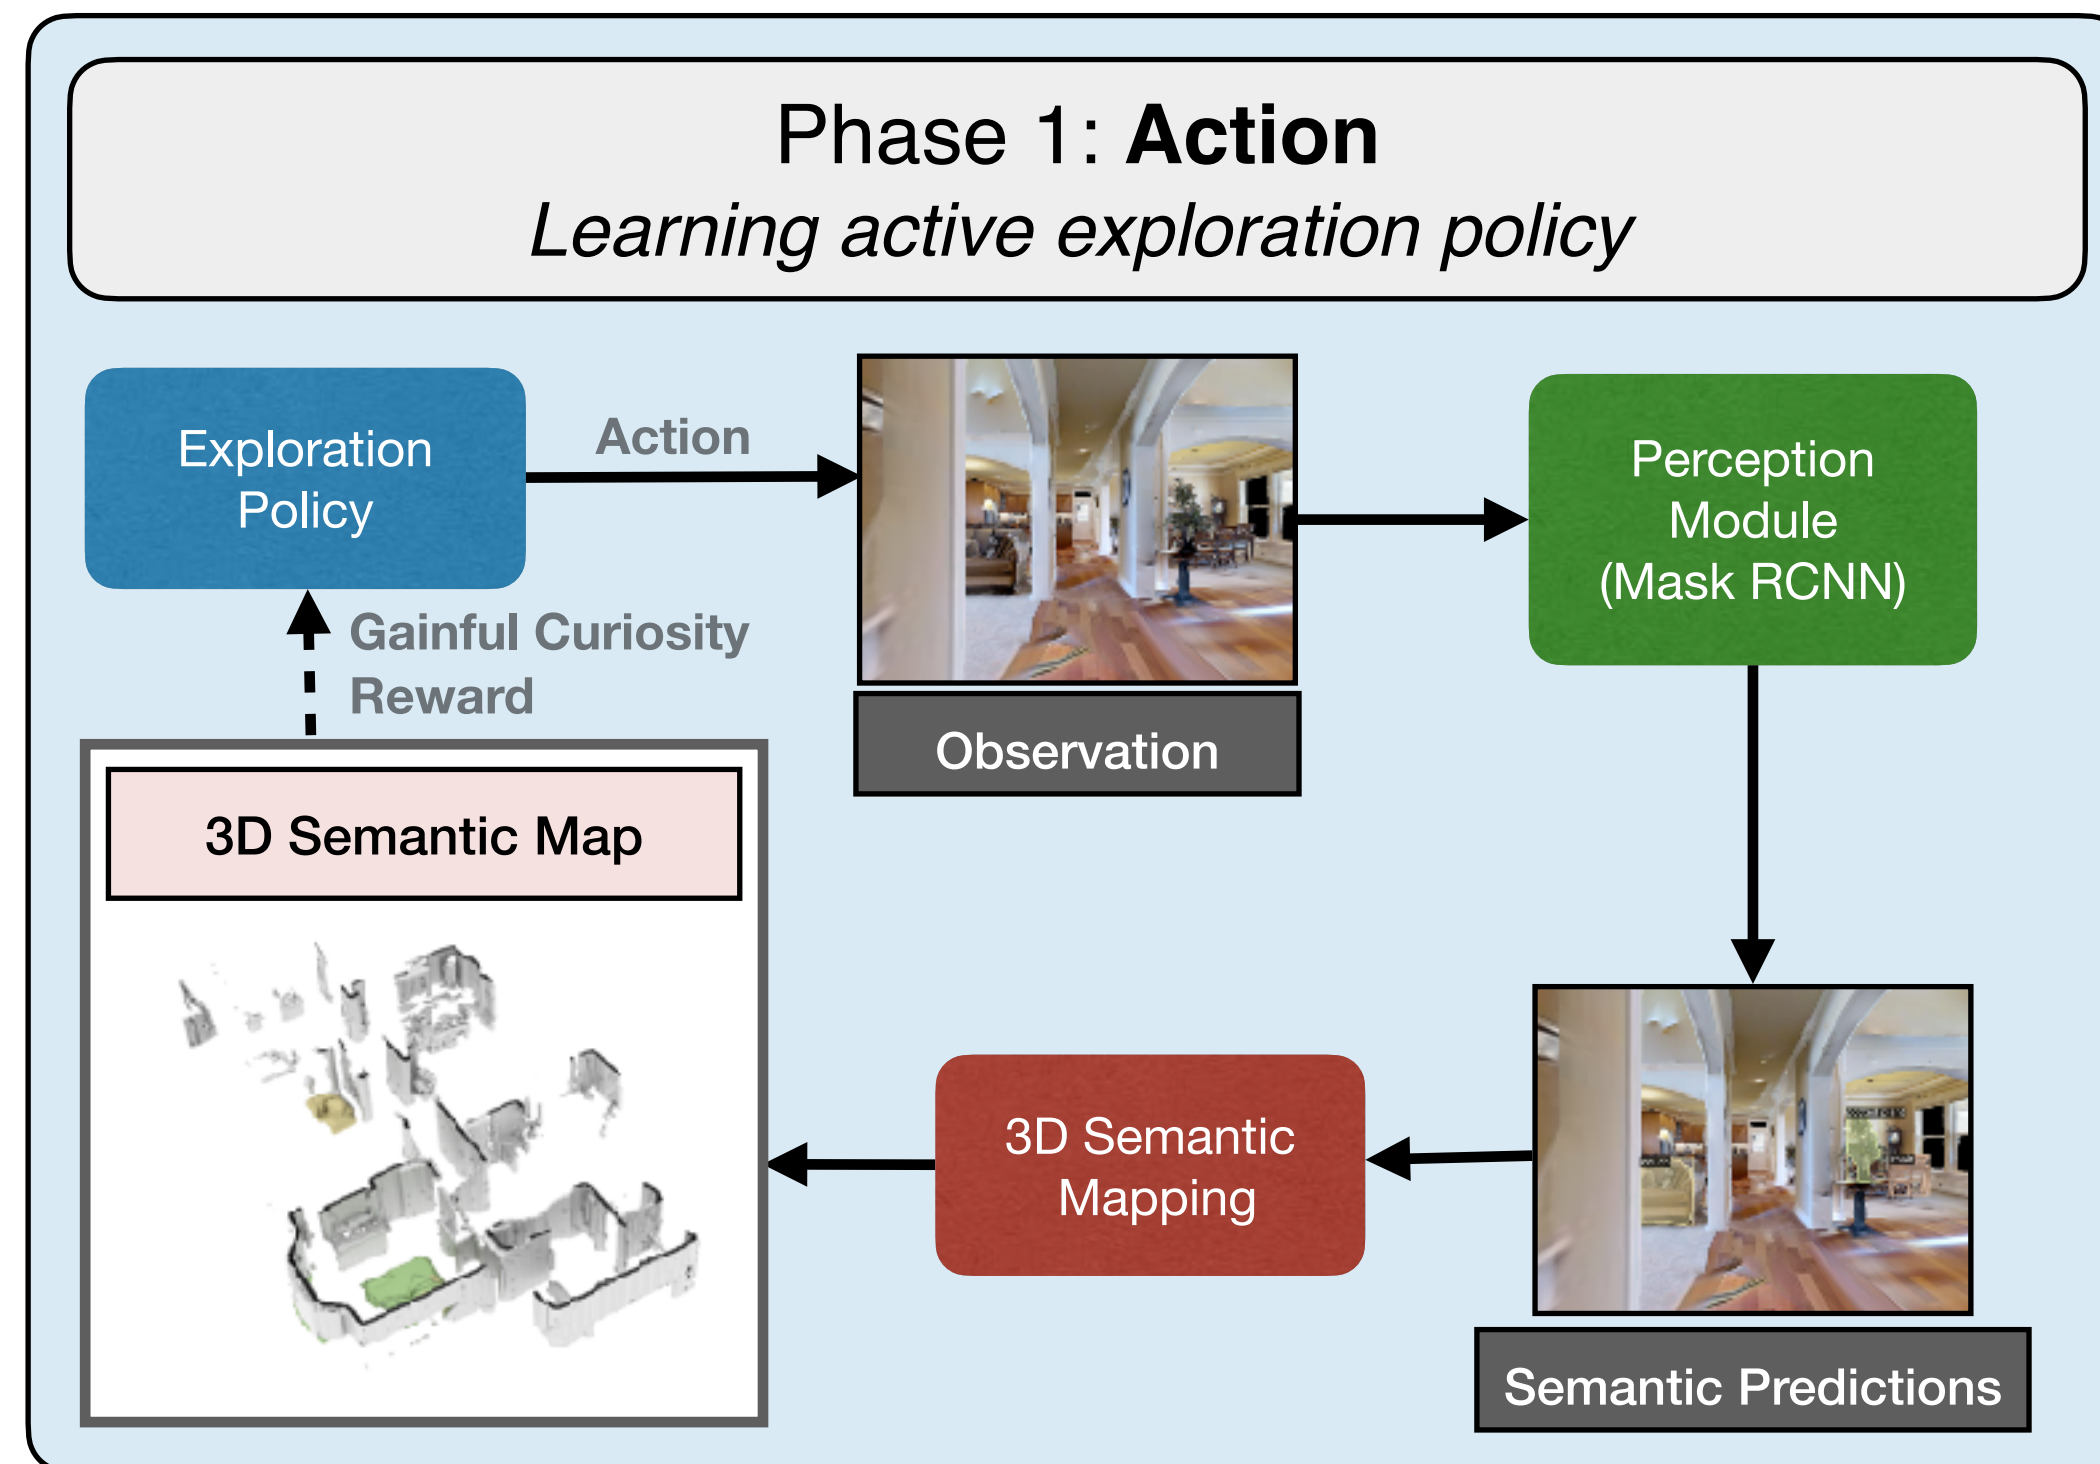 Phase 1: Action
Learning active exploration policy
Exploration
Policy
Action
Perception
Module
(Mask RCNN)
Gainful Curiosity
Reward
Observation
3D Semantic Map
3D Semantic
Mapping
Semantic Predictions